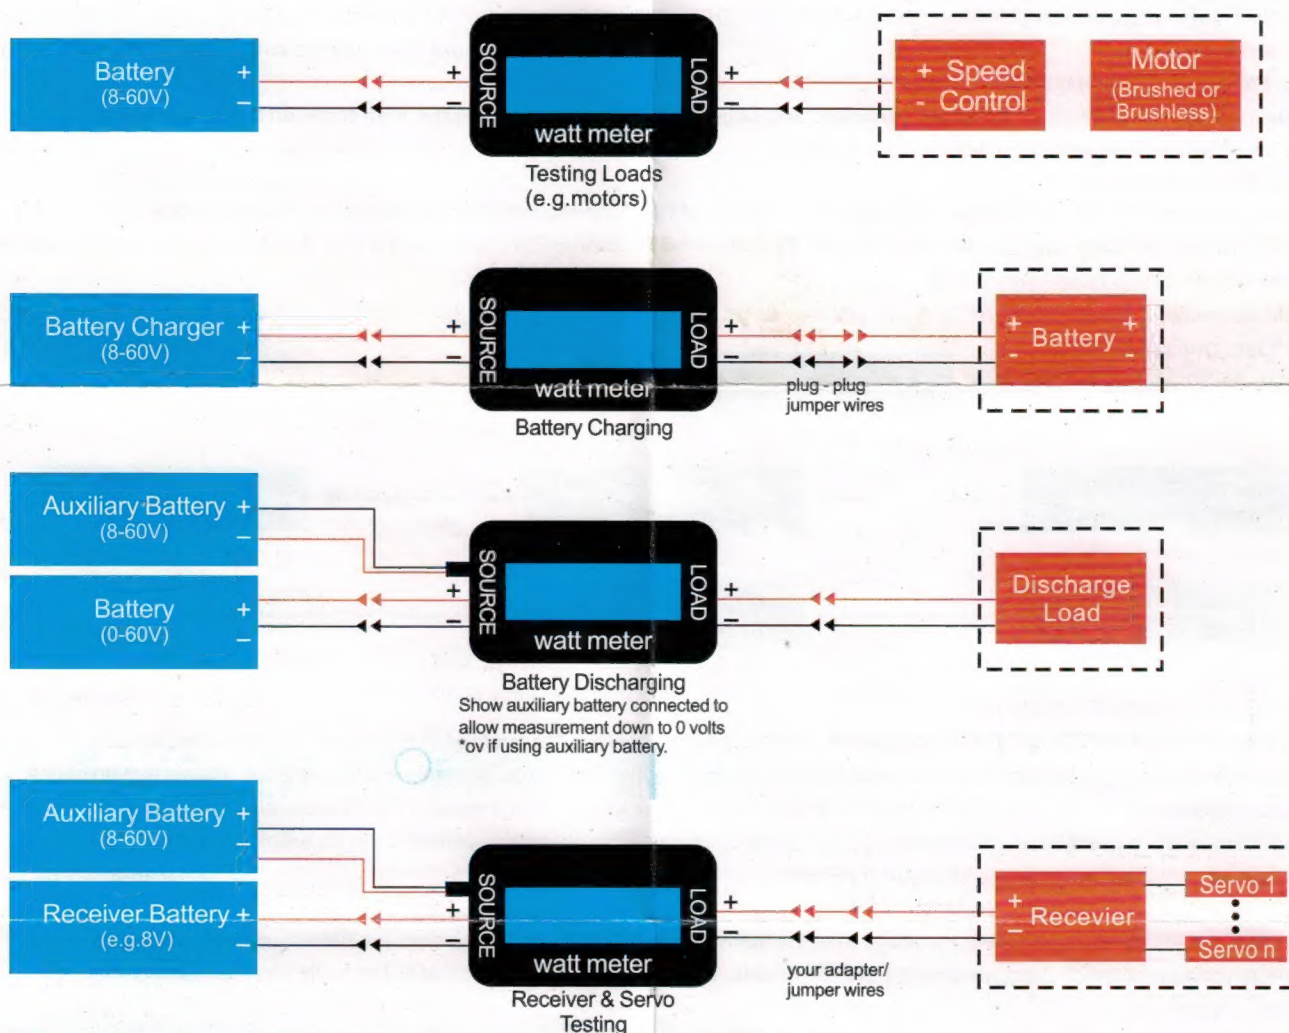 Battery +
(8-60V) −
+
−
SOURCE
LOAD
watt meter
+
−
+ Speed
- Control
Motor
(Brushed or
Brushless)
Testing Loads
(e.g.motors)
Battery Charger +
(8-60V) −
+
−
SOURCE
LOAD
watt meter
+
−
plug - plug
jumper wires
+ Battery +
- -
Battery Charging
Auxiliary Battery +
(8-60V) −
Battery +
(0-60V) −
+
−
SOURCE
LOAD
watt meter
+
−
Discharge
Load
Battery Discharging
Show auxiliary battery connected to
allow measurement down to 0 volts
*ov if using auxiliary battery.
Auxiliary Battery +
(8-60V) −
Receiver Battery +
(e.g.8V) −
+
−
SOURCE
LOAD
watt meter
+
−
your adapter/
jumper wires
+ Recevier
−
Servo 1
Servo n
Receiver & Servo
Testing